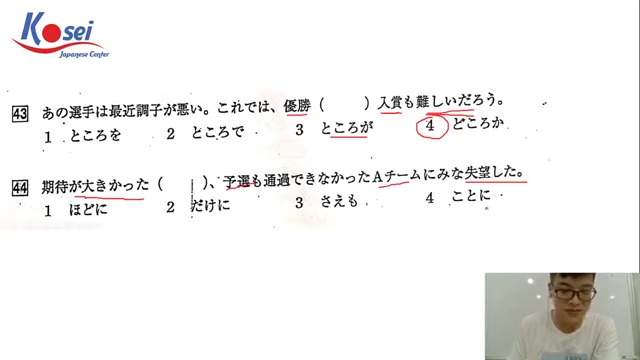 Kosei
Japanese Center
43 あの選手は最近調子が悪い。これでは、優勝（　　）入賞も難しいだろう。
1 ところを 2 ところで 3 ところが 4 どころか
44 期待が大きかった（　　）、予選も通過できなかったAチームにみな失望した。
1 ほどに 2 だけに 3 さえも 4 ことに